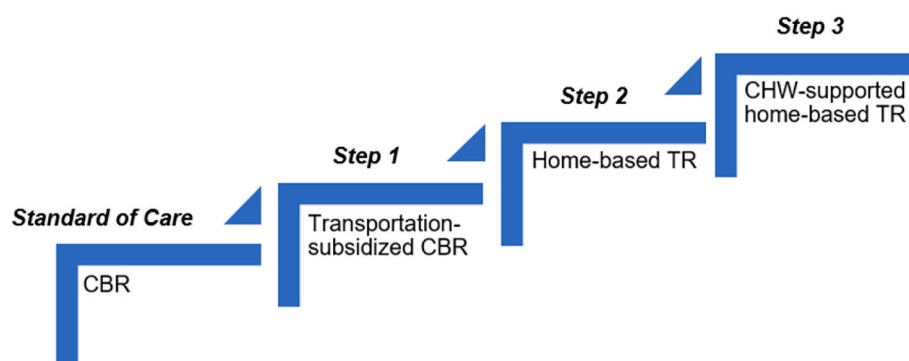 Standard of Care
CBR
Step 1
Transportation-
subsidized CBR
Step 2
Home-based TR
Step 3
CHW-supported
home-based TR